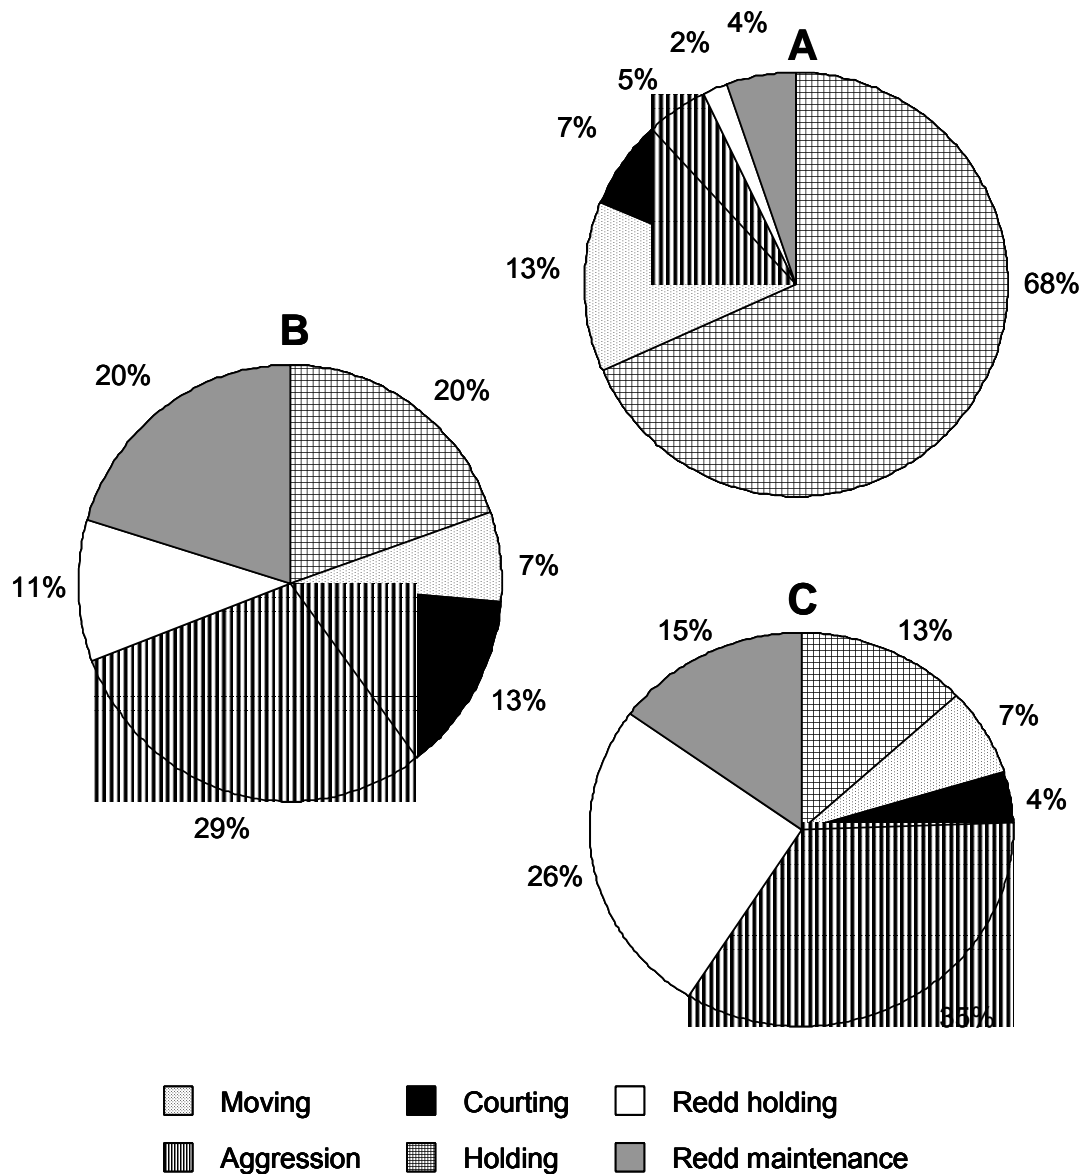 4%
2%
A
5%
7%
13%
68%
B
20%
20%
7%
11%
13%
29%
C
15%
13%
7%
4%
26%
35%
Moving
Courting
Redd holding
Aggression
Holding
Redd maintenance